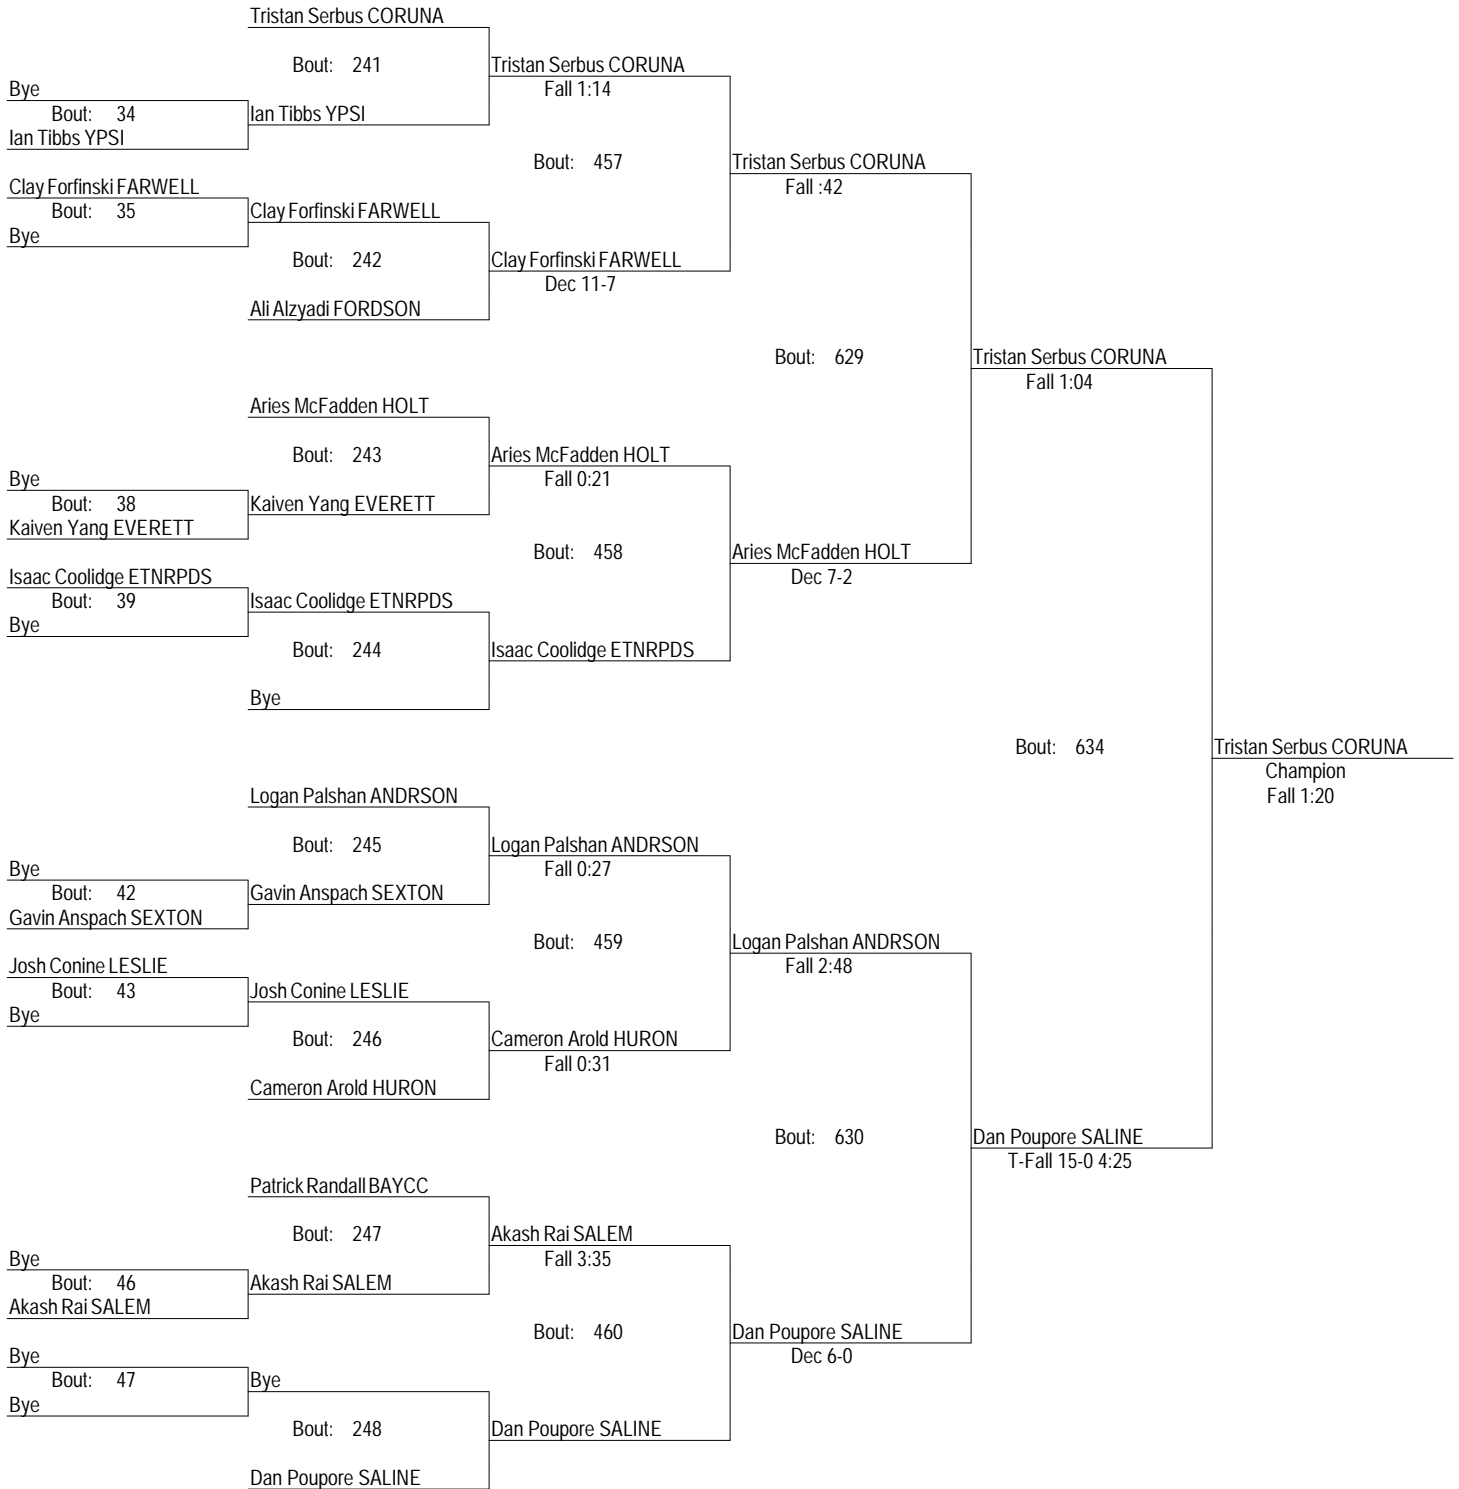 Tristan Serbus CORUNA
Bout: 241
Tristan Serbus CORUNA
Bye
Fall 1:14
Bout: 34
Ian Tibbs YPSI
Ian Tibbs YPSI
Bout: 457
Tristan Serbus CORUNA
Clay Forfinski FARWELL
Fall :42
Bout: 35
Clay Forfinski FARWELL
Bye
Bout: 242
Clay Forfinski FARWELL
Dec 11-7
Ali Alzyadi FORDSON
Bout: 629
Tristan Serbus CORUNA
Fall 1:04
Aries McFadden HOLT
Bout: 243
Aries McFadden HOLT
Bye
Fall 0:21
Bout: 38
Kaiven Yang EVERETT
Kaiven Yang EVERETT
Bout: 458
Aries McFadden HOLT
Isaac Coolidge ETNRPDS
Dec 7-2
Bout: 39
Isaac Coolidge ETNRPDS
Bye
Bout: 244
Isaac Coolidge ETNRPDS
Bye
Bout: 634
Tristan Serbus CORUNA
Champion
Fall 1:20
Logan Palshan ANDRSON
Bout: 245
Logan Palshan ANDRSON
Bye
Fall 0:27
Bout: 42
Gavin Anspach SEXTON
Gavin Anspach SEXTON
Bout: 459
Logan Palshan ANDRSON
Josh Conine LESLIE
Fall 2:48
Bout: 43
Josh Conine LESLIE
Bye
Bout: 246
Cameron Arold HURON
Fall 0:31
Cameron Arold HURON
Bout: 630
Dan Poupore SALINE
T-Fall 15-0 4:25
Patrick Randall BAYCC
Bout: 247
Akash Rai SALEM
Bye
Fall 3:35
Bout: 46
Akash Rai SALEM
Akash Rai SALEM
Bout: 460
Dan Poupore SALINE
Bye
Dec 6-0
Bout: 47
Bye
Bye
Bout: 248
Dan Poupore SALINE
Dan Poupore SALINE